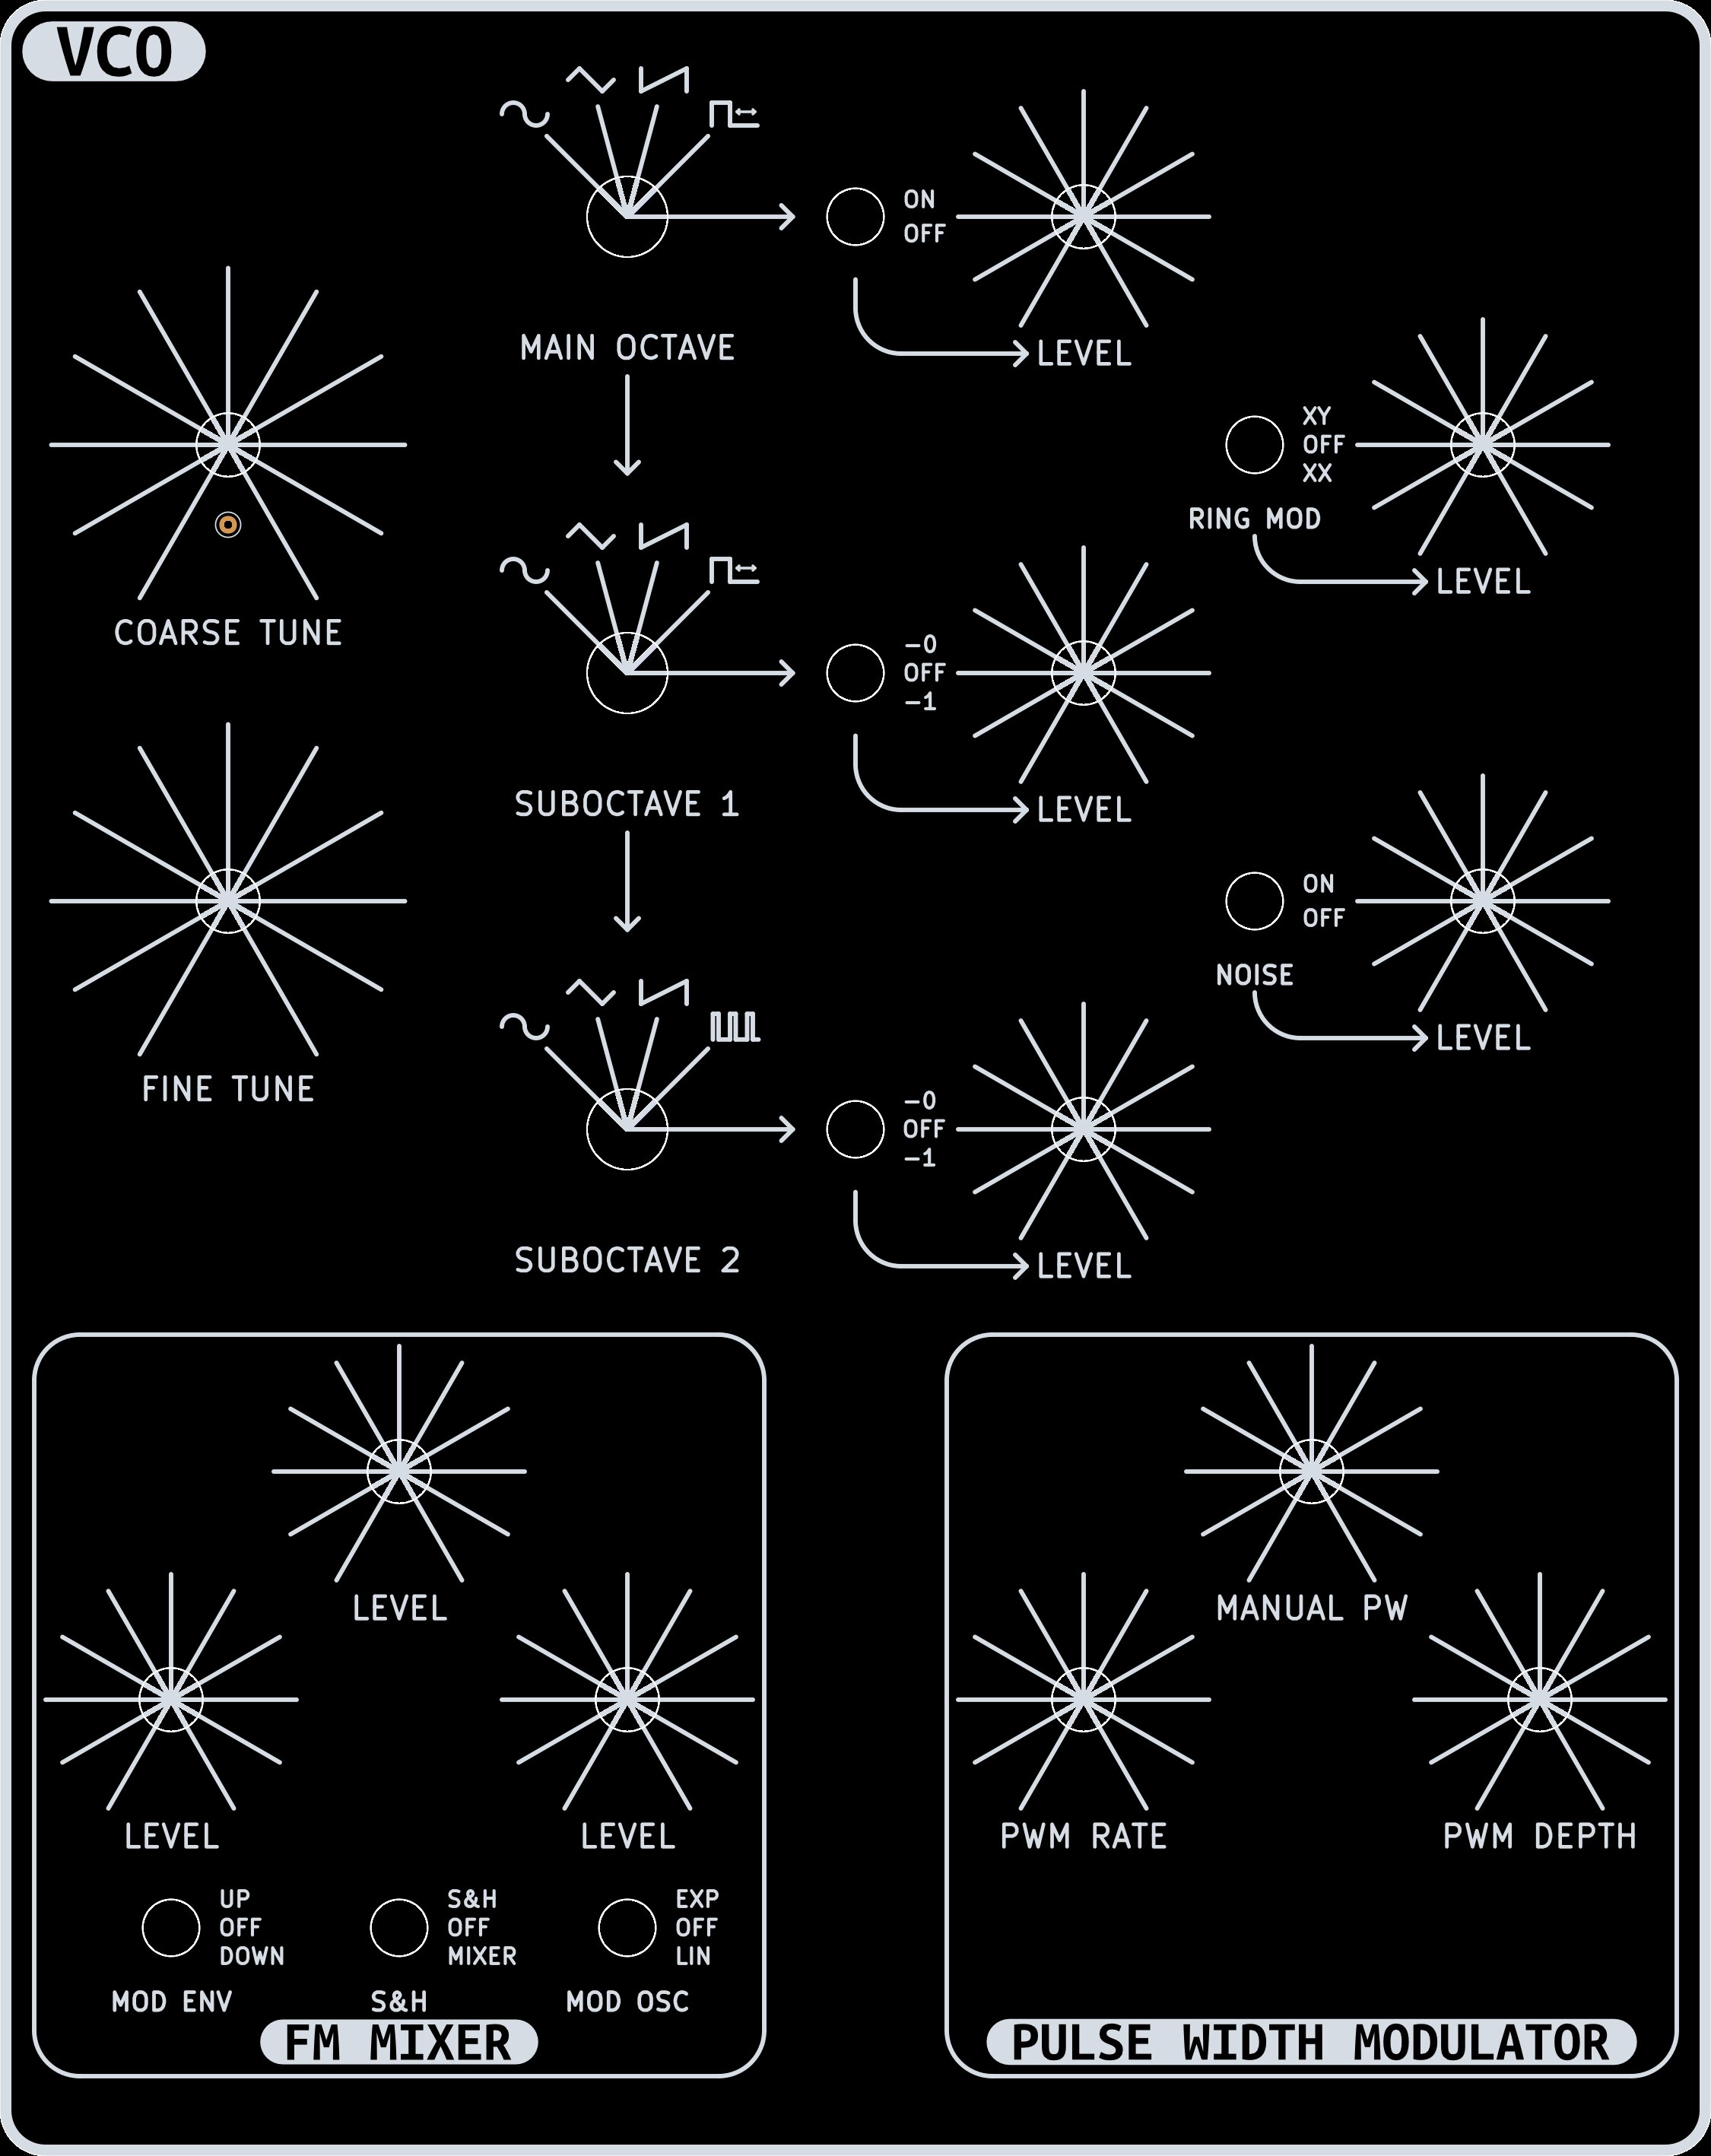 VCO
ON
OFF
MAIN OCTAVE
LEVEL
XY
OFF
XX
RING MOD
LEVEL
COARSE TUNE
-0
OFF
-1
SUBOCTAVE 1
LEVEL
ON
OFF
NOISE
LEVEL
FINE TUNE
-0
OFF
-1
SUBOCTAVE 2
LEVEL
LEVEL
LEVEL
LEVEL
UP
OFF
DOWN
MOD ENV
S&H
OFF
MIXER
S&H
EXP
OFF
LIN
MOD OSC
FM MIXER
MANUAL PW
PWM RATE
PWM DEPTH
PULSE WIDTH MODULATOR